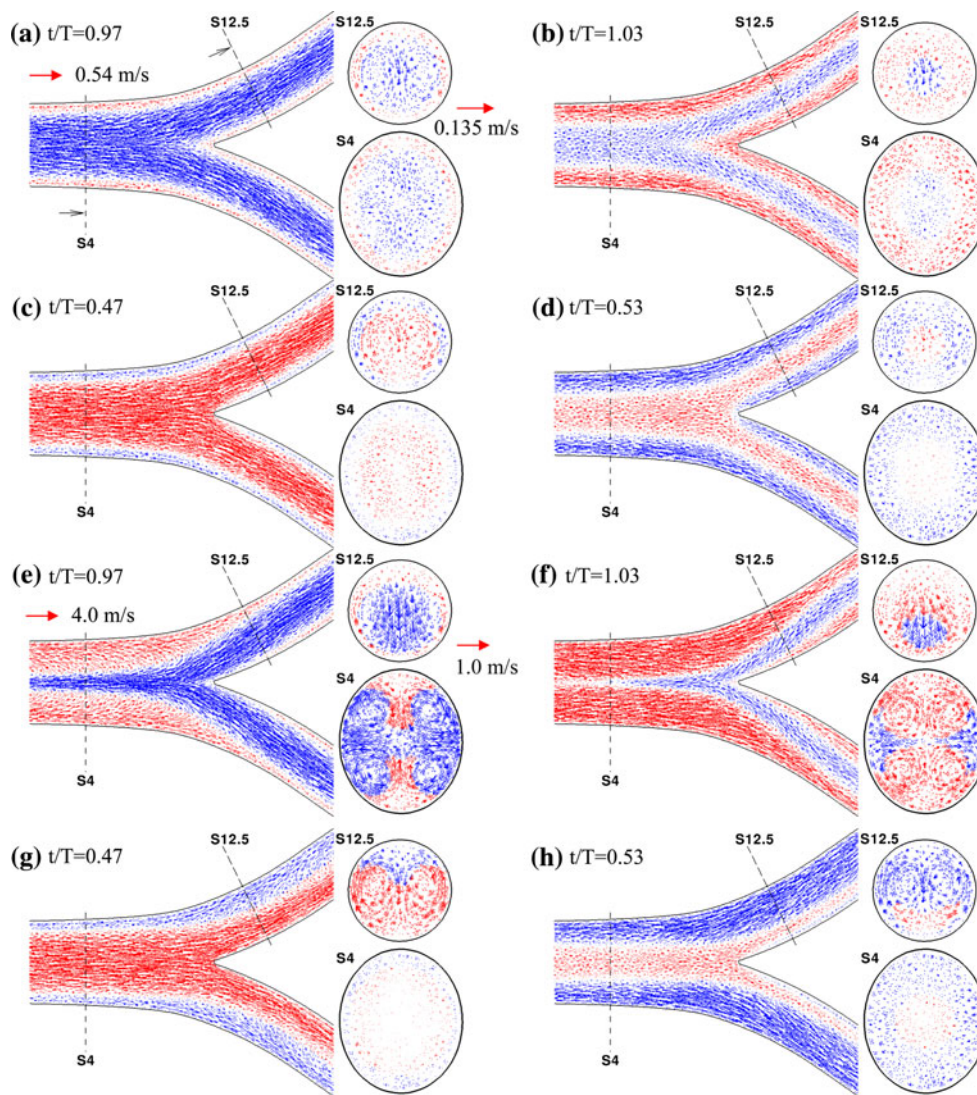 (a) t/T=0.97
0.54 m/s
S12.5
S12.5
S4
S4
0.135 m/s
(b) t/T=1.03
S12.5
S12.5
S4
S4
(c) t/T=0.47
S12.5
S12.5
S4
S4
(d) t/T=0.53
S12.5
S12.5
S4
S4
(e) t/T=0.97
4.0 m/s
S12.5
S12.5
S4
S4
1.0 m/s
(f) t/T=1.03
S12.5
S12.5
S4
S4
(g) t/T=0.47
S12.5
S12.5
S4
S4
(h) t/T=0.53
S12.5
S12.5
S4
S4